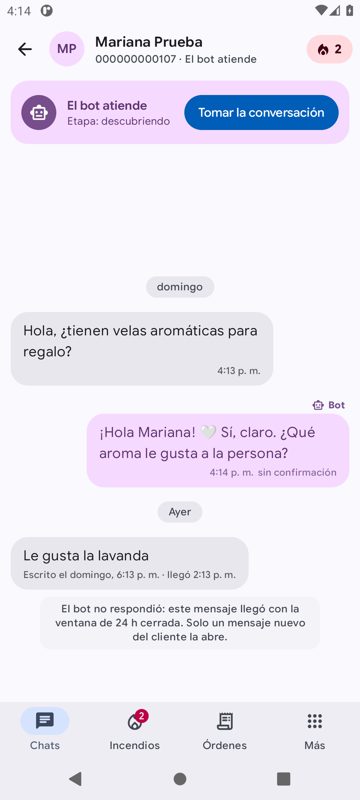 4:14
MP
Mariana Prueba
000000000107 · El bot atiende
2
El bot atiende
Etapa: descubriendo
Tomar la conversación
domingo
Hola, ¿tienen velas aromáticas para
regalo?
4:13 p. m.
Bot
¡Hola Mariana! 🤍 Sí, claro. ¿Qué
aroma le gusta a la persona?
4:14 p. m. sin confirmación
Ayer
Le gusta la lavanda
Escrito el domingo, 6:13 p. m. · llegó 2:13 p. m.
El bot no respondió: este mensaje llegó con la
ventana de 24 h cerrada. Solo un mensaje nuevo
del cliente la abre.
2
Chats
Incendios
Órdenes
Más